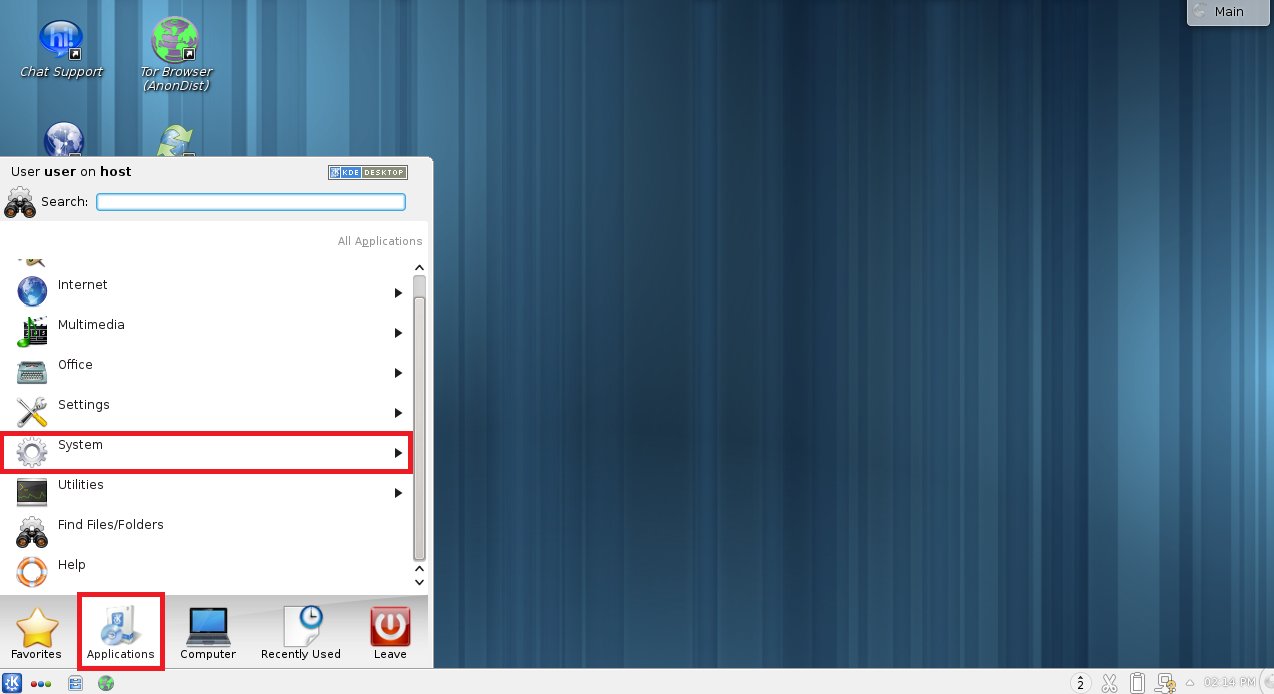 Main
hi!
Chat Support
Tor Browser
(AnonDist)
User user on host
KDE DESKTOP
Search:
All Applications
Internet
Multimedia
Office
Settings
System
Utilities
Find Files/Folders
Help
Favorites
Applications
Computer
Recently Used
Leave
2
02:14 PM